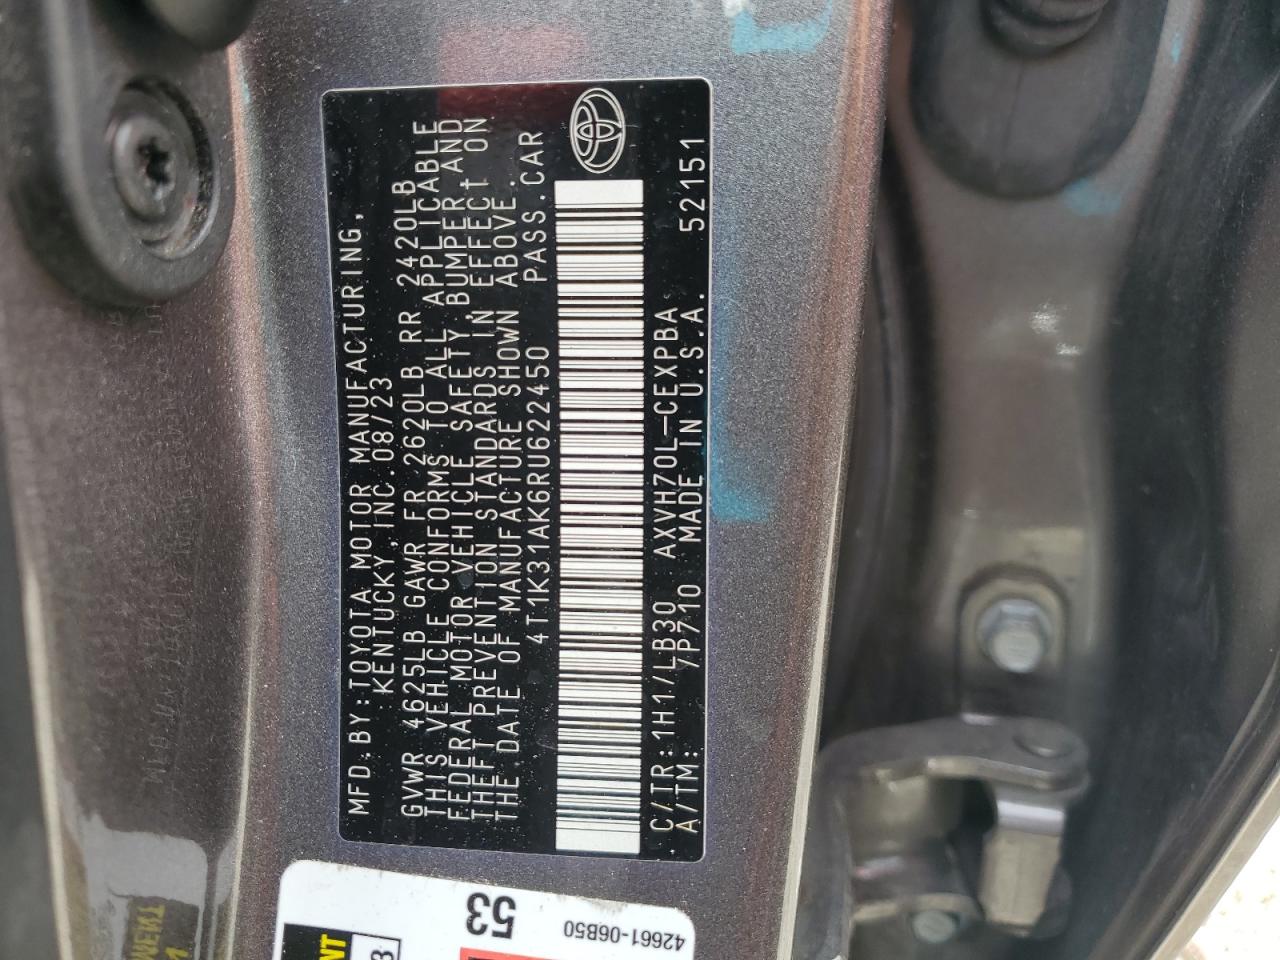 MFD. BY:TOYOTA MOTOR MANUFACTURING,
KENTUCKY,INC. 08/23
GVWR 4625LB GAWR FR 2620LB RR 2420LB
THIS VEHICLE CONFORMS TO ALL APPLICABLE
FEDERAL MOTOR VEHICLE SAFETY,BUMPER AND
THEFT PREVENTION STANDARDS IN EFFECT ON
THE DATE OF MANUFACTURE SHOWN ABOVE.
4T1K31AK6RU622450 PASS.CAR
C/TR:1H1/LB30 AXVH70L-CEXPBA
A/TM: 7P710 MADE IN U.S.A. 52151
53
42661-06B50